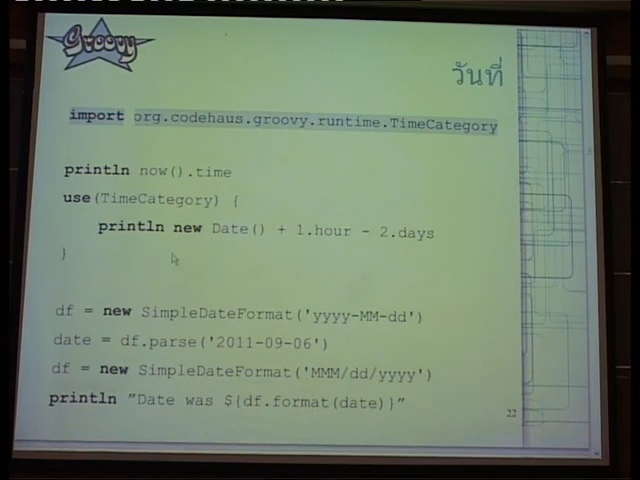 Groovy
วันที่
import org.codehaus.groovy.runtime.TimeCategory
println now().time
use(TimeCategory) {
println new Date() + 1.hour - 2.days
}
df = new SimpleDateFormat('yyyy-MM-dd')
date = df.parse('2011-09-06')
df = new SimpleDateFormat('MMM/dd/yyyy')
println ”Date was ${df.format(date)}”
22